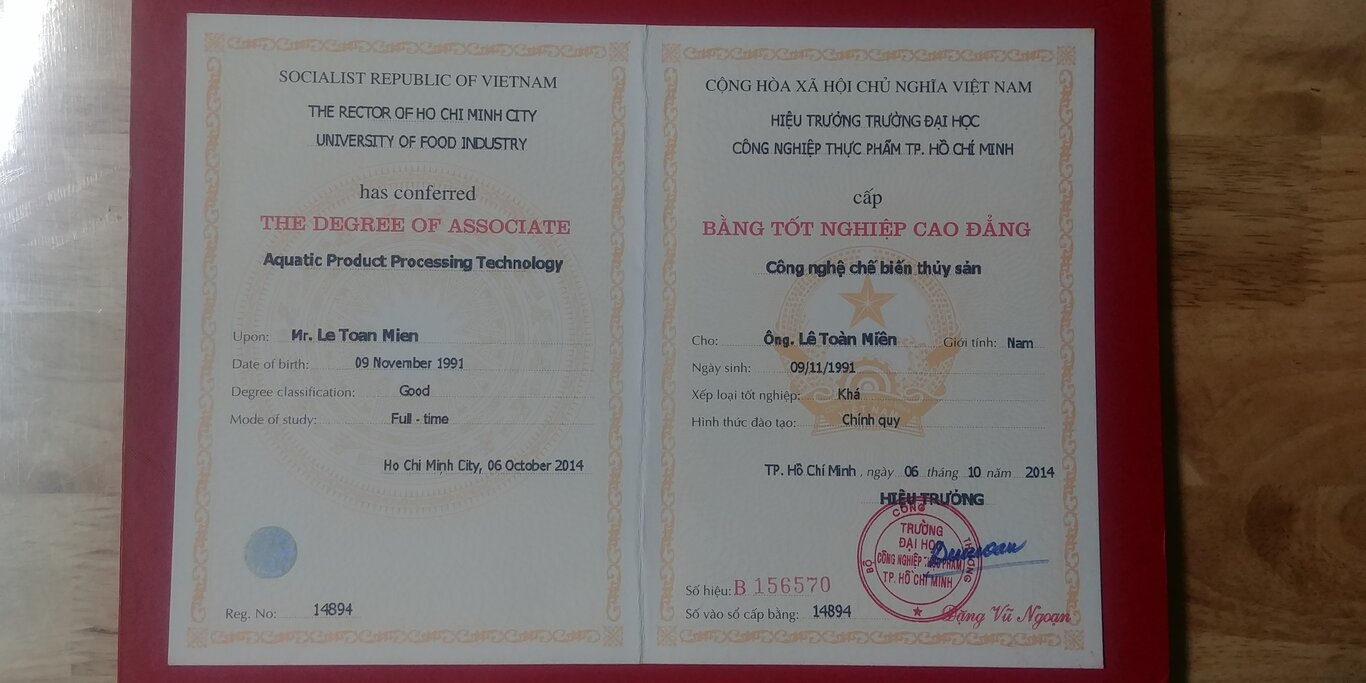 SOCIALIST REPUBLIC OF VIETNAM
THE RECTOR OF HO CHI MINH CITY
UNIVERSITY OF FOOD INDUSTRY
has conferred
THE DEGREE OF ASSOCIATE
Aquatic Product Processing Technology
Upon: Mr. Le Toan Mien
Date of birth: 09 November 1991
Degree classification: Good
Mode of study: Full - time
Ho Chi Minh City, 06 October 2014
Reg. No: 14894
CỘNG HÒA XÃ HỘI CHỦ NGHĨA VIỆT NAM
HIỆU TRƯỞNG TRƯỜNG ĐẠI HỌC
CÔNG NGHIỆP THỰC PHẨM TP. HỒ CHÍ MINH
cấp
BẰNG TỐT NGHIỆP CAO ĐẲNG
Công nghệ chế biến thủy sản
Cho: Ông. Lê Toàn Miên Giới tính: Nam
Ngày sinh: 09/11/1991
Xếp loại tốt nghiệp: Khá
Hình thức đào tạo: Chính quy
TP. Hồ Chí Minh, ngày 06 tháng 10 năm 2014
HIỆU TRƯỞNG
BỘ CÔNG THƯƠNG
TRƯỜNG
ĐẠI HỌC
CÔNG NGHIỆP THỰC PHẨM
TP. HỒ CHÍ MINH
Số hiệu: B 156570
Số vào sổ cấp bằng: 14894
Đặng Vũ Ngoạn